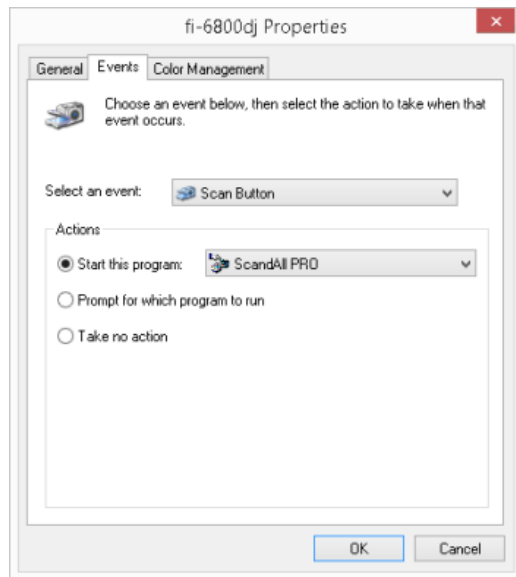 fi-6800dj Properties
General Events Color Management
Choose an event below, then select the action to take when that
event occurs.
Select an event: Scan Button
Actions
Start this program: ScandAll PRO
Prompt for which program to run
Take no action
OK Cancel